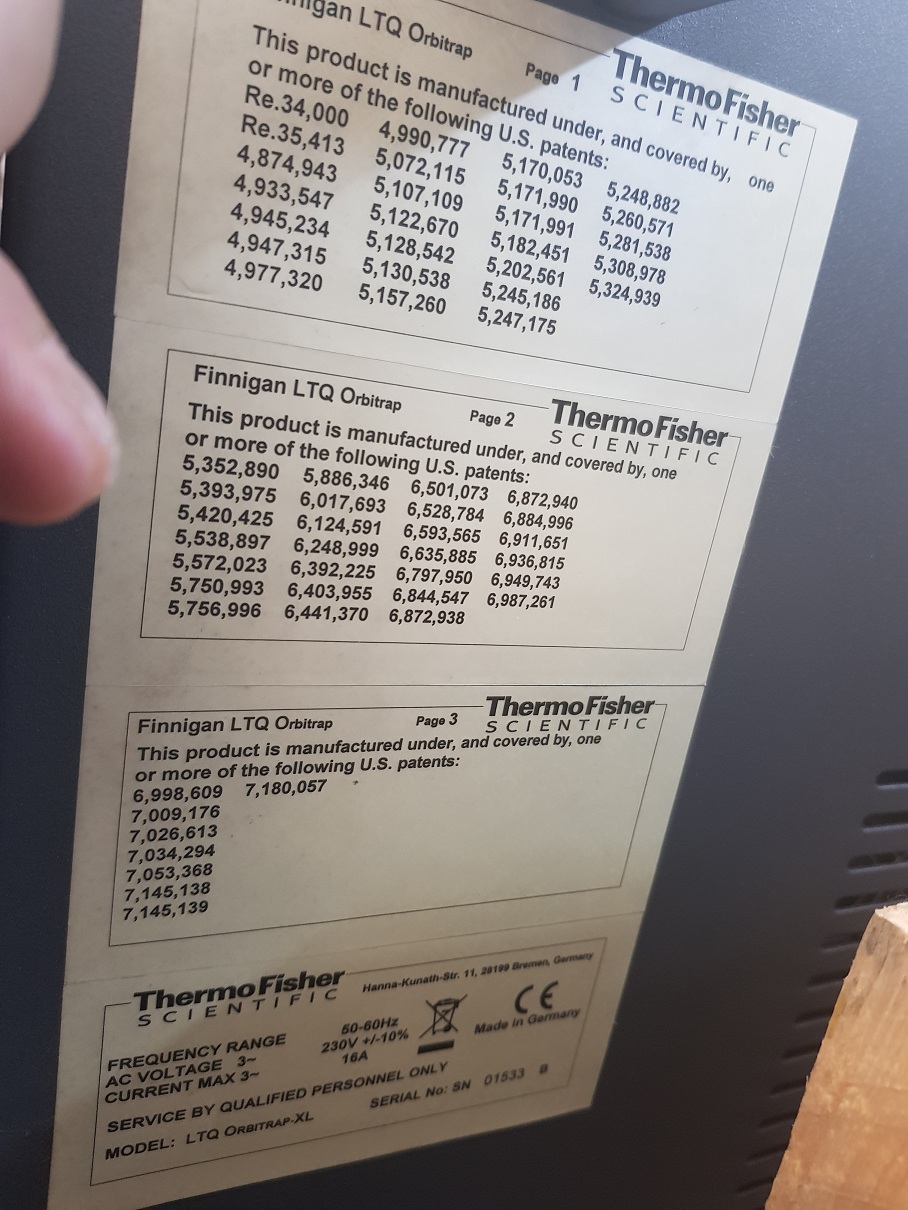 nnigan LTQ Orbitrap Page 1 ThermoFisher
SCIENTIFIC
This product is manufactured under, and covered by, one
or more of the following U.S. patents:
Re.34,000 4,990,777 5,170,053 5,248,882
Re.35,413 5,072,115 5,171,990 5,260,571
4,874,943 5,107,109 5,171,991 5,281,538
4,933,547 5,122,670 5,182,451 5,308,978
4,945,234 5,128,542 5,202,561 5,324,939
4,947,315 5,130,538 5,245,186
4,977,320 5,157,260 5,247,175
Finnigan LTQ Orbitrap Page 2 ThermoFisher
SCIENTIFIC
This product is manufactured under, and covered by, one
or more of the following U.S. patents:
5,352,890 5,886,346 6,501,073 6,872,940
5,393,975 6,017,693 6,528,784 6,884,996
5,420,425 6,124,591 6,593,565 6,911,651
5,538,897 6,248,999 6,635,885 6,936,815
5,572,023 6,392,225 6,797,950 6,949,743
5,750,993 6,403,955 6,844,547 6,987,261
5,756,996 6,441,370 6,872,938
Finnigan LTQ Orbitrap Page 3 ThermoFisher
SCIENTIFIC
This product is manufactured under, and covered by, one
or more of the following U.S. patents:
6,998,609 7,180,057
7,009,176
7,026,613
7,034,294
7,053,368
7,145,138
7,145,139
ThermoFisher Hanna-Kunath-Str. 11, 28199 Bremen, Germany
SCIENTIFIC
CE
FREQUENCY RANGE 50-60Hz Made In Germany
AC VOLTAGE 3~ 230V +/-10%
CURRENT MAX 3~ 16A
SERVICE BY QUALIFIED PERSONNEL ONLY
MODEL: LTQ ORBITRAP-XL SERIAL No: SN 01533 B